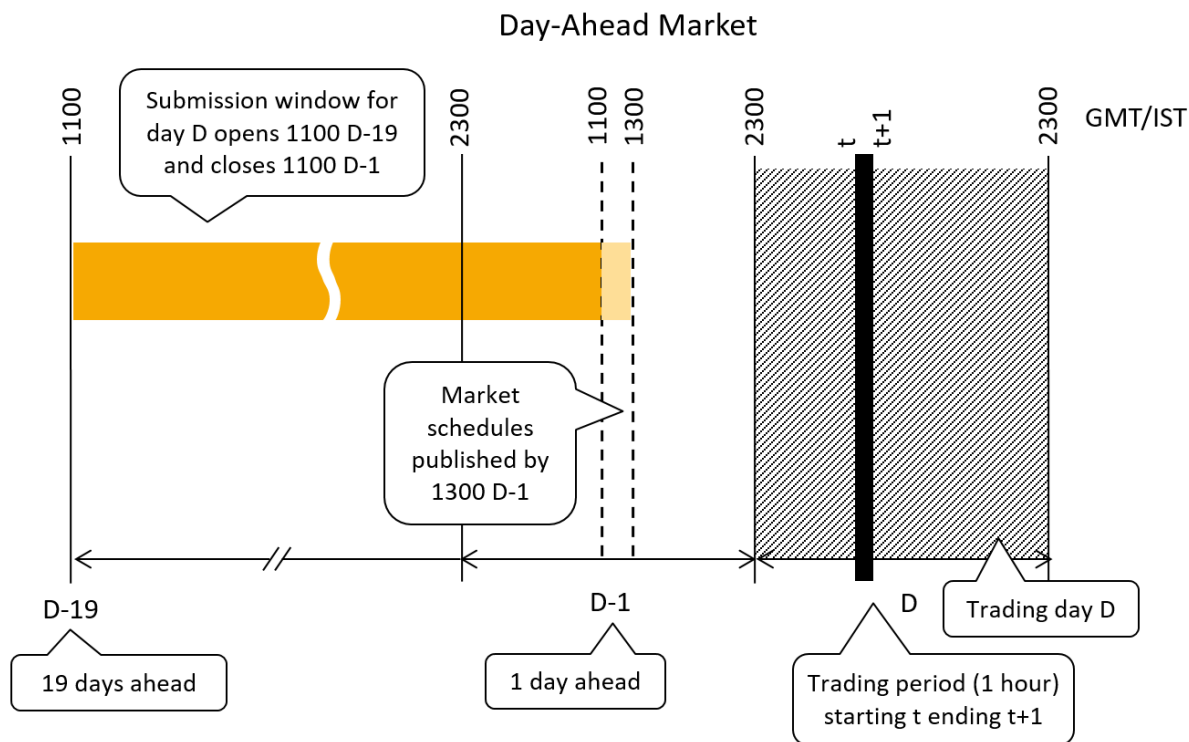 Day-Ahead Market
1100
2300
1100
1300
2300
t
t+1
2300
GMT/IST
Submission window for
day D opens 1100 D-19
and closes 1100 D-1
Market
schedules
published by
1300 D-1
D-19
D-1
D
Trading day D
19 days ahead
1 day ahead
Trading period (1 hour)
starting t ending t+1